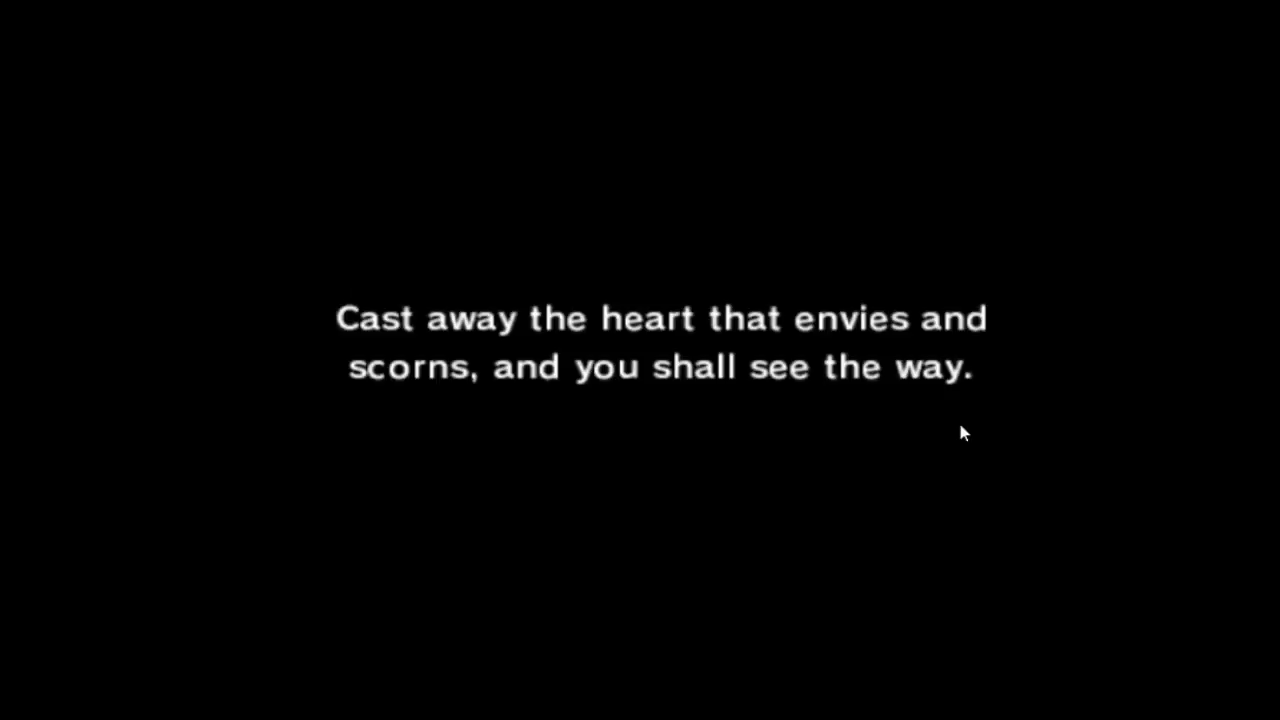 Cast away the heart that envies and
scorns, and you shall see the way.